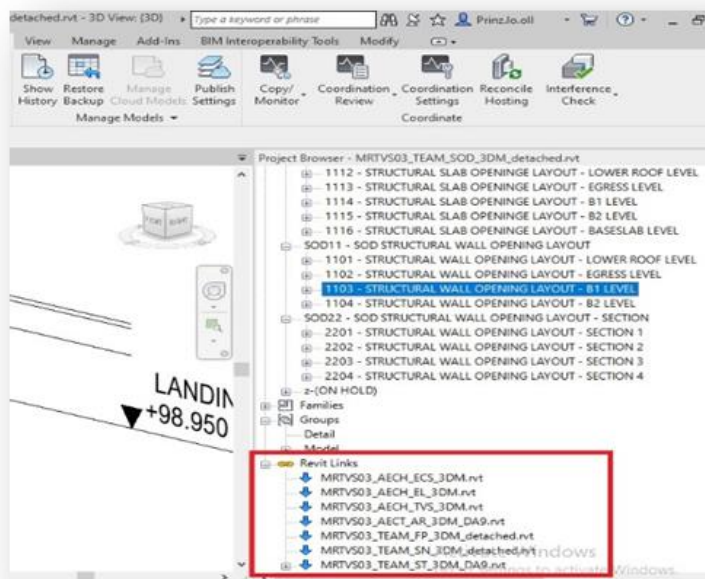 detached.rvt - 3D View: {3D}
Type a keyword or phrase
Prinz.lo.oll
View Manage Add-Ins BIM Interoperability Tools Modify
Show History
Restore Backup
Manage Cloud Models
Publish Settings
Copy/ Monitor
Coordination Review
Coordination Settings
Reconcile Hosting
Interference Check
Manage Models
Coordinate
Project Browser - MRTVS03_TEAM_SOD_3DM_detached.rvt
1112 - STRUCTURAL SLAB OPENINGE LAYOUT - LOWER ROOF LEVEL
1113 - STRUCTURAL SLAB OPENINGE LAYOUT - EGRESS LEVEL
1114 - STRUCTURAL SLAB OPENINGE LAYOUT - B1 LEVEL
1115 - STRUCTURAL SLAB OPENINGE LAYOUT - B2 LEVEL
1116 - STRUCTURAL SLAB OPENINGE LAYOUT - BASESLAB LEVEL
SOD11 - SOD STRUCTURAL WALL OPENING LAYOUT
1101 - STRUCTURAL WALL OPENING LAYOUT - LOWER ROOF LEVEL
1102 - STRUCTURAL WALL OPENING LAYOUT - EGRESS LEVEL
1103 - STRUCTURAL WALL OPENING LAYOUT - B1 LEVEL
1104 - STRUCTURAL WALL OPENING LAYOUT - B2 LEVEL
SOD22 - SOD STRUCTURAL WALL OPENING LAYOUT - SECTION
2201 - STRUCTURAL WALL OPENING LAYOUT - SECTION 1
2202 - STRUCTURAL WALL OPENING LAYOUT - SECTION 2
2203 - STRUCTURAL WALL OPENING LAYOUT - SECTION 3
2204 - STRUCTURAL WALL OPENING LAYOUT - SECTION 4
z-(ON HOLD)
Families
Groups
Detail
Model
Revit Links
MRTVS03_AECH_ECS_3DM.rvt
MRTVS03_AECH_EL_3DM.rvt
MRTVS03_AECH_TVS_3DM.rvt
MRTVS03_AECT_AR_3DM_DA9.rvt
MRTVS03_TEAM_FP_3DM_detached.rvt
MRTVS03_TEAM_SN_3DM_detached.rvt
MRTVS03_TEAM_ST_3DM_DA9.rvt
LANDIN
+98.950